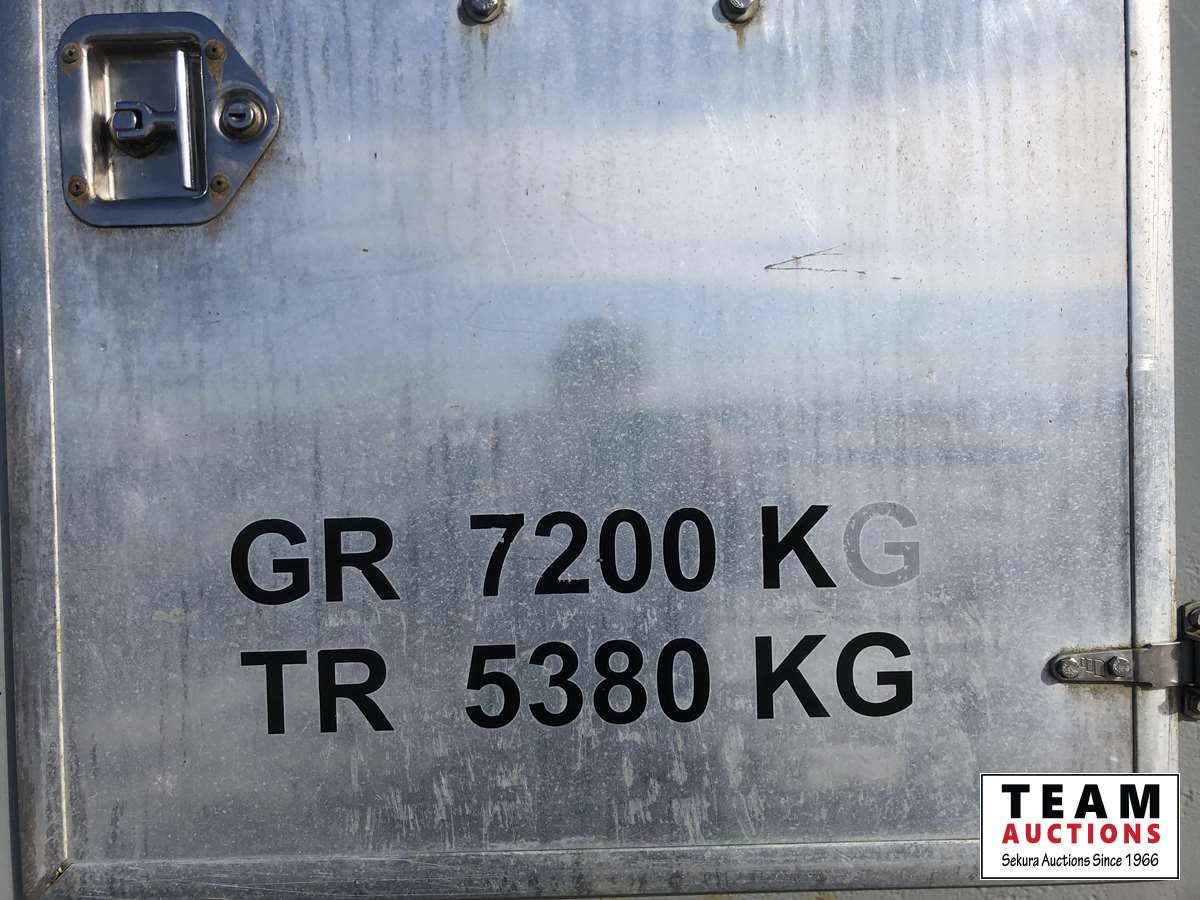 GR 7200 KG
TR 5380 KG
TEAM
AUCTIONS
Sekura Auctions Since 1966